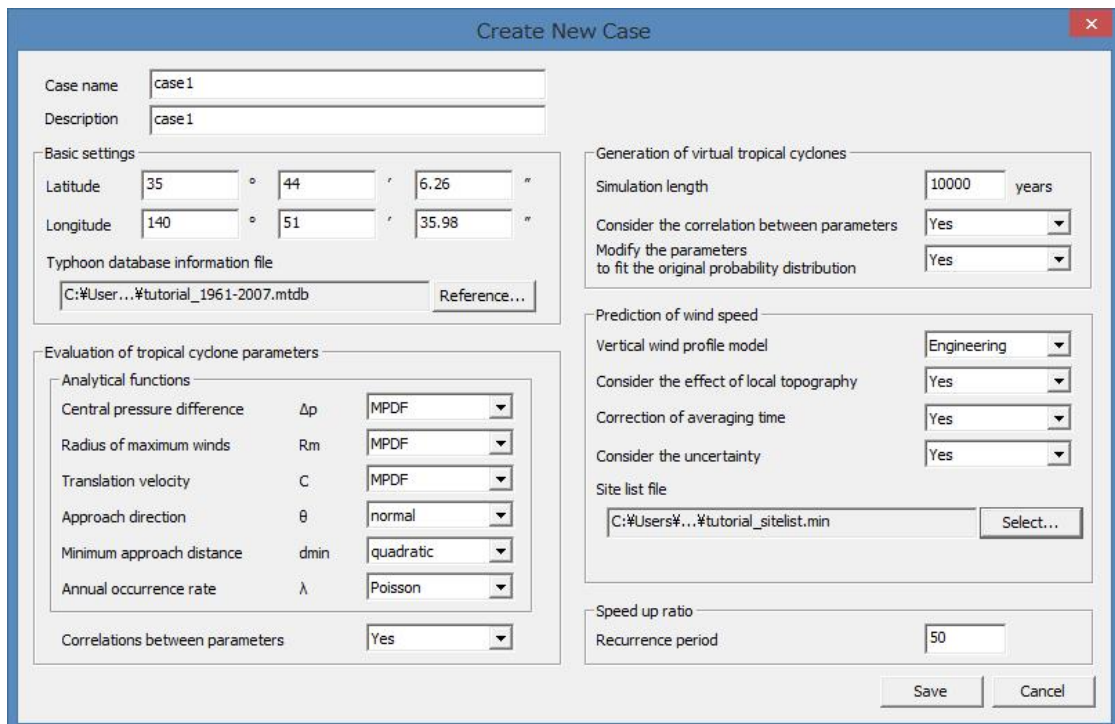 Create New Case
Case name case1
Description case1
Basic settings
Latitude 35 ° 44 ′ 6.26 ″
Longitude 140 ° 51 ′ 35.98 ″
Typhoon database information file
C:¥User...¥tutorial_1961-2007.mtdb Reference...
Evaluation of tropical cyclone parameters
Analytical functions
Central pressure difference Δp MPDF
Radius of maximum winds Rm MPDF
Translation velocity C MPDF
Approach direction θ normal
Minimum approach distance dmin quadratic
Annual occurrence rate λ Poisson
Correlations between parameters Yes
Generation of virtual tropical cyclones
Simulation length 10000 years
Consider the correlation between parameters Yes
Modify the parameters
to fit the original probability distribution Yes
Prediction of wind speed
Vertical wind profile model Engineering
Consider the effect of local topography Yes
Correction of averaging time Yes
Consider the uncertainty Yes
Site list file
C:¥Users¥...¥tutorial_sitelist.min Select...
Speed up ratio
Recurrence period 50
Save Cancel